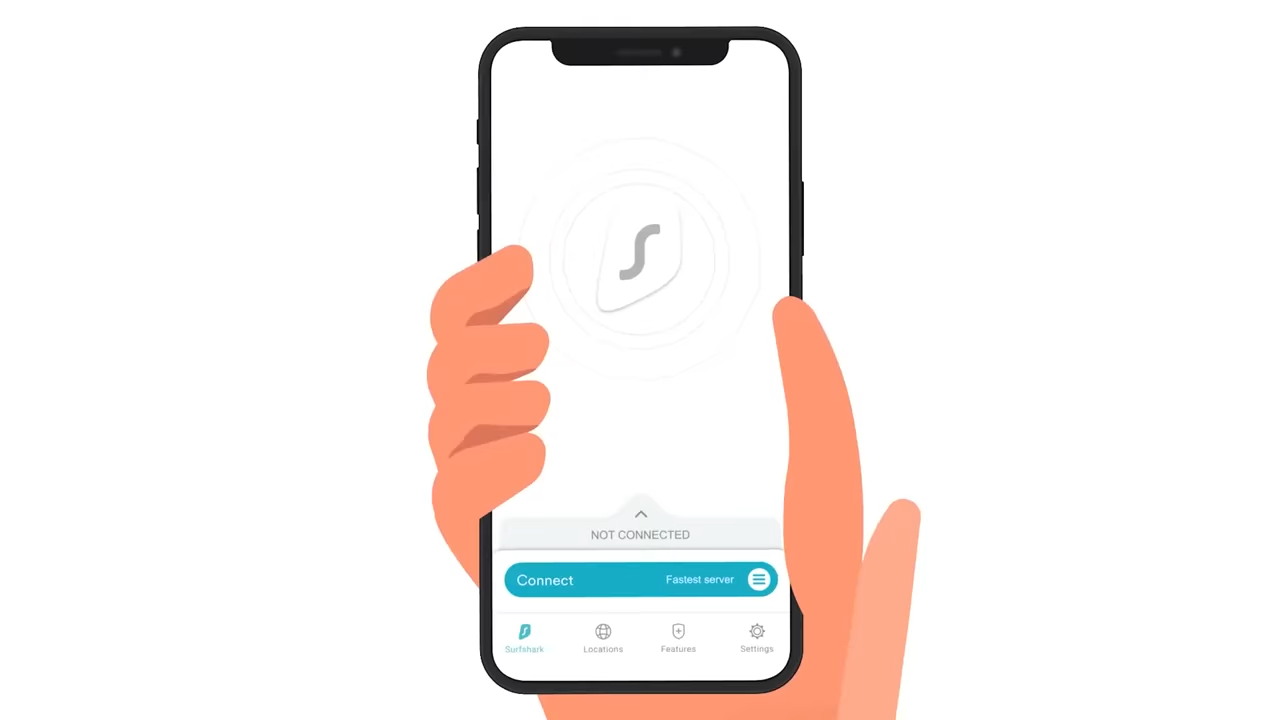 S
NOT CONNECTED
Connect Fastest server
Surfshark Locations Features Settings